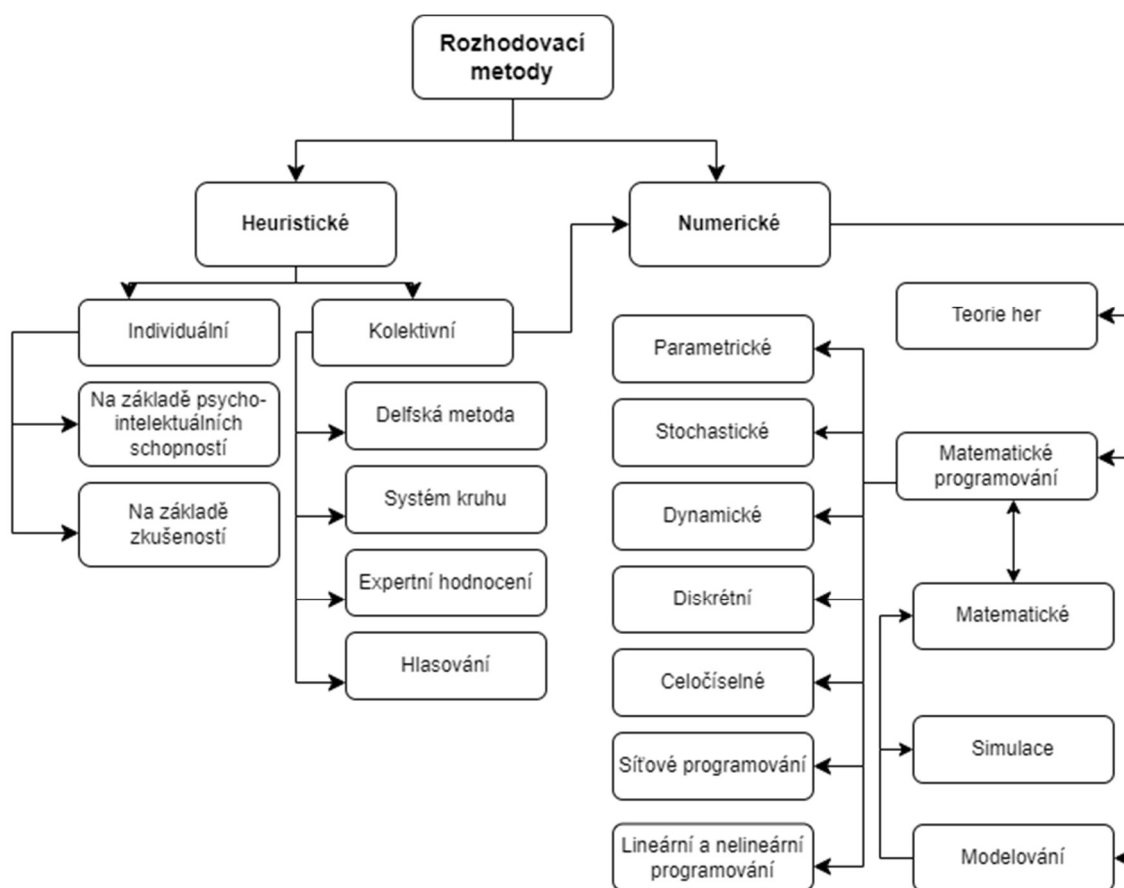 Rozhodovací
metody
Heuristické
Numerické
Individuální
Kolektivní
Teorie her
Na základě psycho-
intelektuálních
schopností
Na základě
zkušeností
Delfská metoda
Systém kruhu
Expertní hodnocení
Hlasování
Parametrické
Stochastické
Dynamické
Diskrétní
Celočíselné
Síťové programování
Lineární a nelineární
programování
Matematické
programování
Matematické
Simulace
Modelování